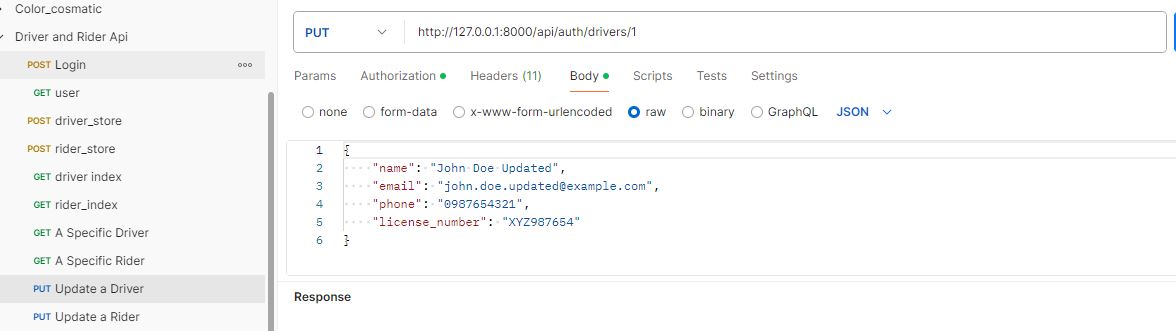 Color_cosmatic
Driver and Rider Api
POST Login
GET user
POST driver_store
POST rider_store
GET driver index
GET rider_index
GET A Specific Driver
GET A Specific Rider
PUT Update a Driver
PUT Update a Rider
PUT http://127.0.0.1:8000/api/auth/drivers/1
Params Authorization Headers (11) Body Scripts Tests Settings
none form-data x-www-form-urlencoded raw binary GraphQL JSON
1 {
2 "name": "John Doe Updated",
3 "email": "john.doe.updated@example.com",
4 "phone": "0987654321",
5 "license_number": "XYZ987654"
6 }
Response